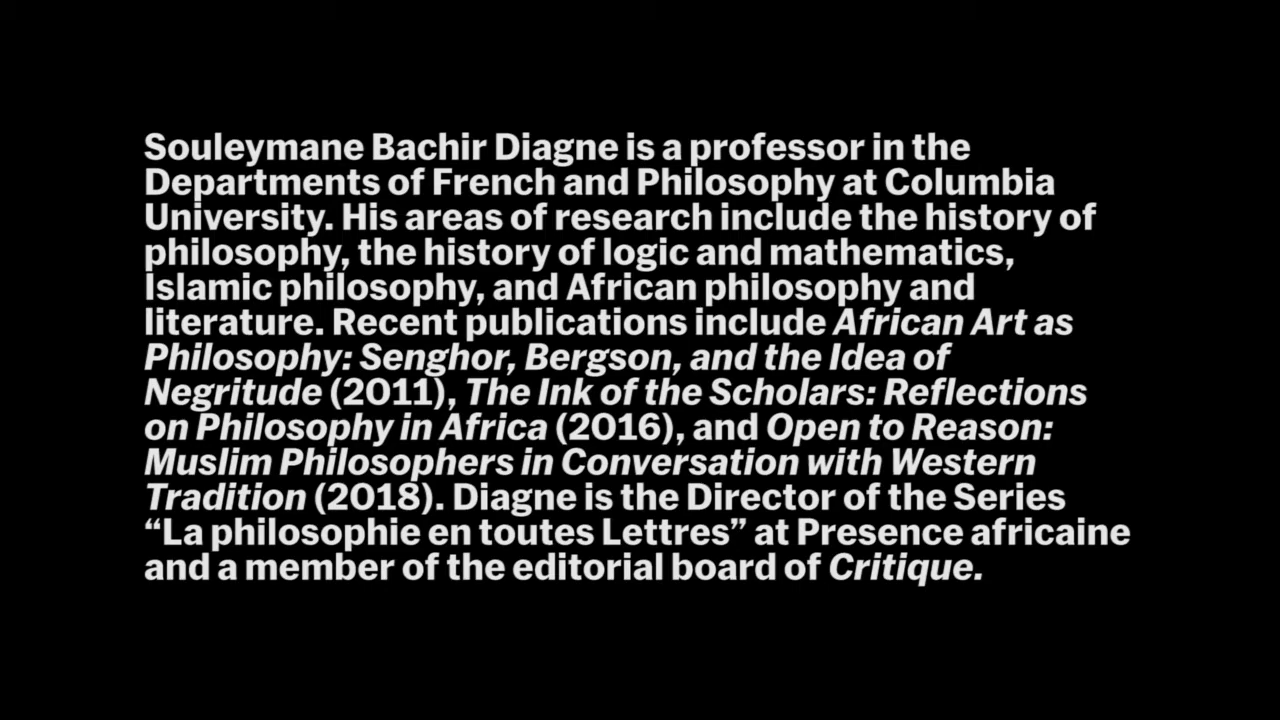 Souleymane Bachir Diagne is a professor in the
Departments of French and Philosophy at Columbia
University. His areas of research include the history of
philosophy, the history of logic and mathematics,
Islamic philosophy, and African philosophy and
literature. Recent publications include African Art as
Philosophy: Senghor, Bergson, and the Idea of
Negritude (2011), The Ink of the Scholars: Reflections
on Philosophy in Africa (2016), and Open to Reason:
Muslim Philosophers in Conversation with Western
Tradition (2018). Diagne is the Director of the Series
“La philosophie en toutes Lettres” at Presence africaine
and a member of the editorial board of Critique.